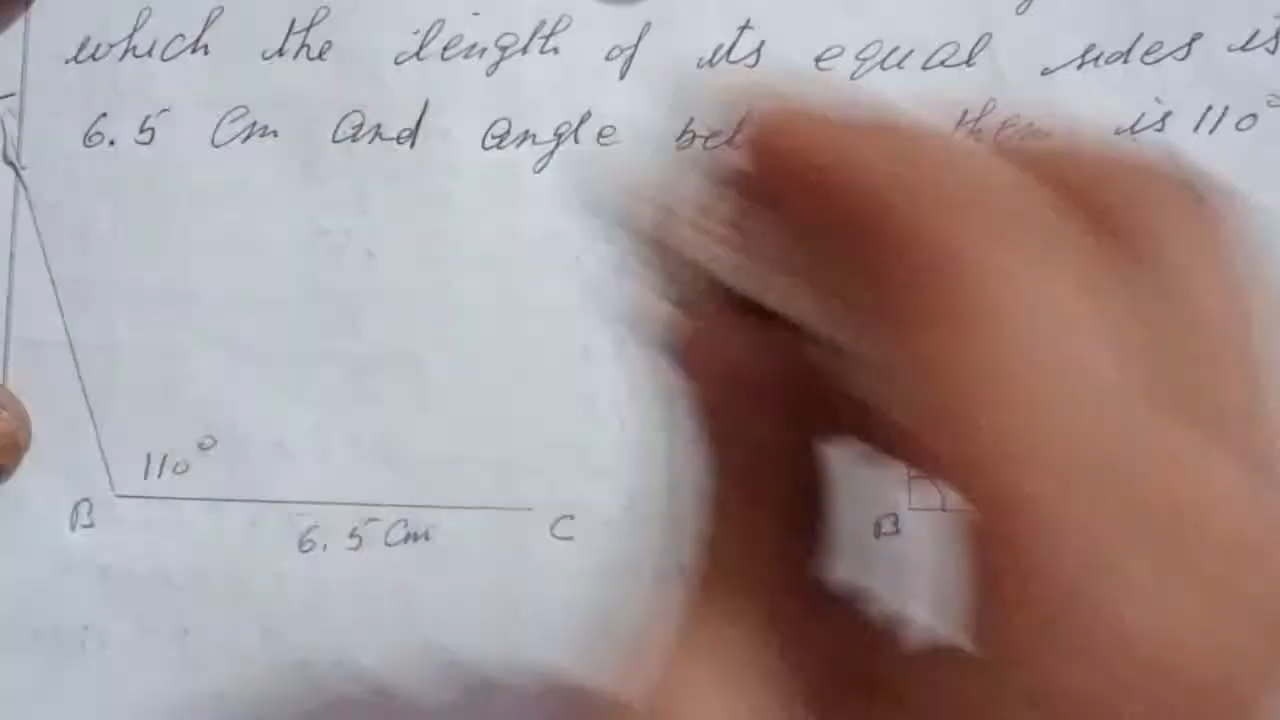 which the length of its equal sides is
6.5 Cm and angle them is 110°
110°
B
6.5 Cm
C
B